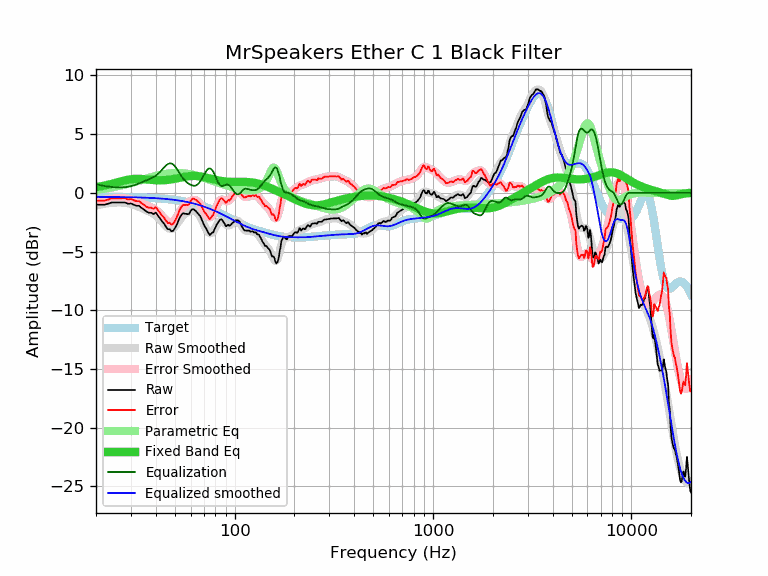 MrSpeakers Ether C 1 Black Filter
10
5
0
−5
−10
−15
−20
−25
Amplitude (dBr)
Target
Raw Smoothed
Error Smoothed
Raw
Error
Parametric Eq
Fixed Band Eq
Equalization
Equalized smoothed
100
1000
10000
Frequency (Hz)